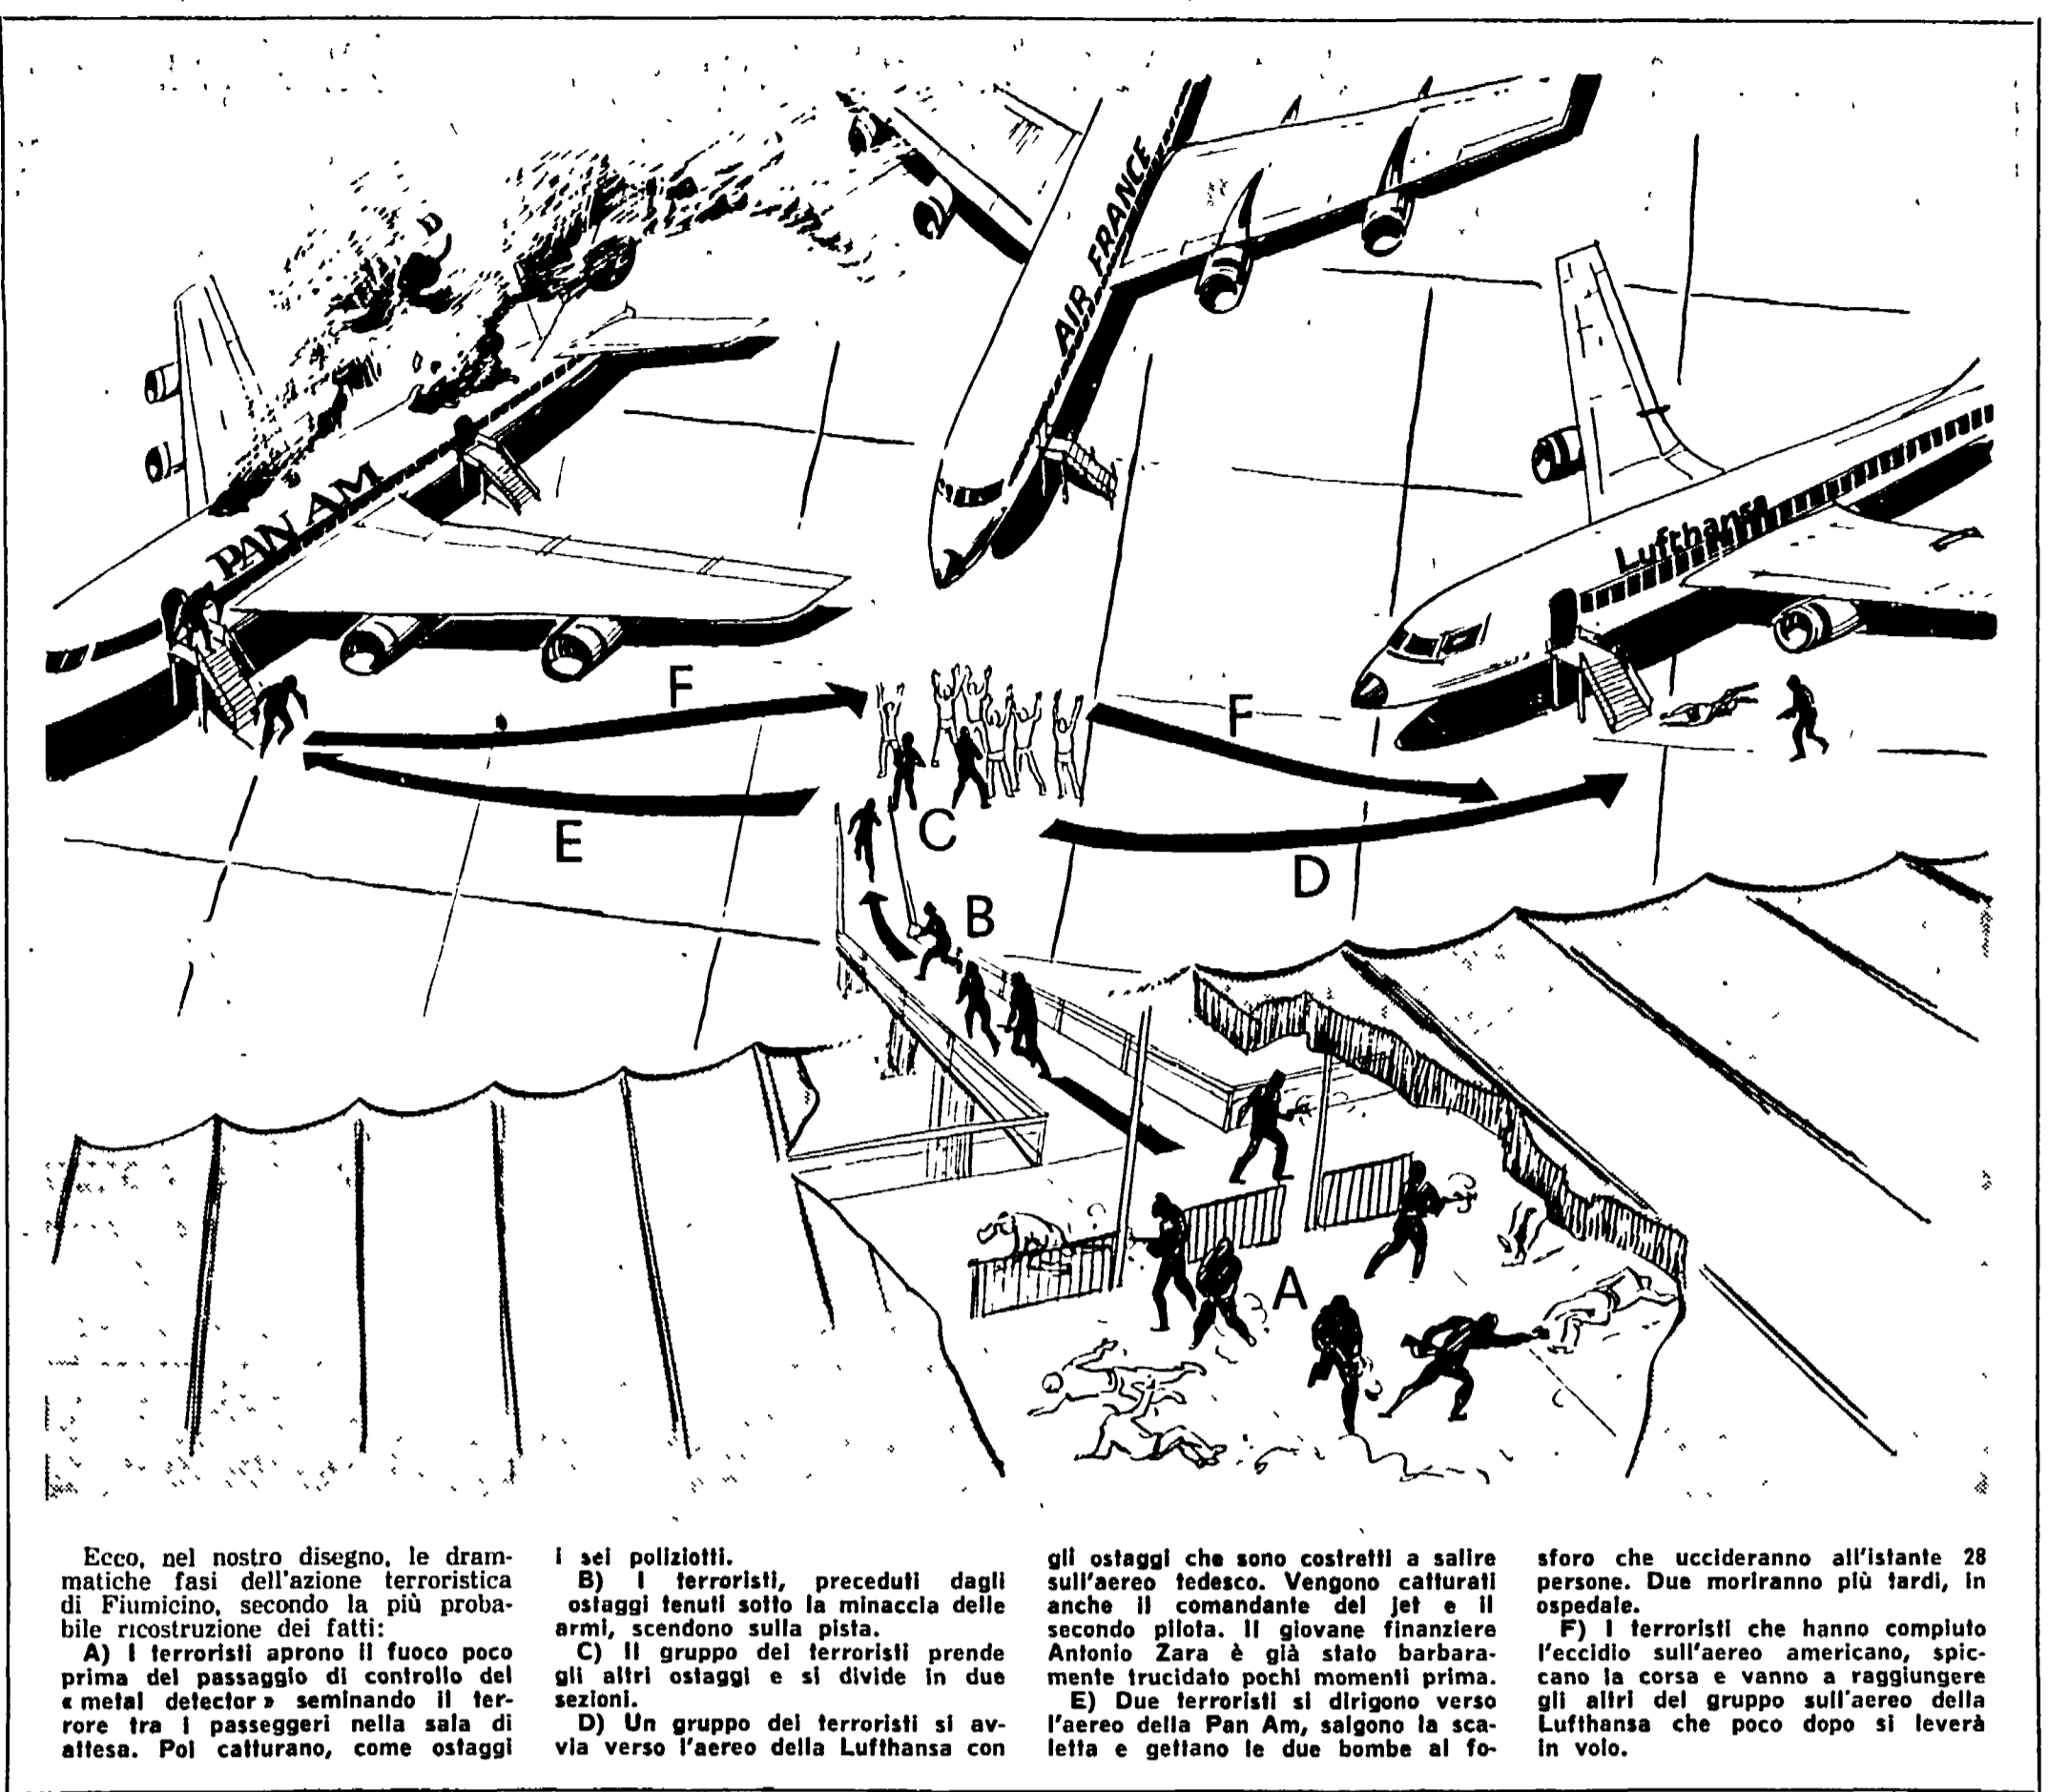 D
AIR FRANCE
PAN AM
Lufthansa
F
F
E
C
D
B
A
Ecco, nel nostro disegno, le dram-
matiche fasi dell'azione terroristica
di Fiumicino, secondo la più proba-
bile ricostruzione dei fatti:
A) I terroristi aprono il fuoco poco
prima del passaggio di controllo del
« metal detector » seminando il ter-
rore tra i passeggeri nella sala di
attesa. Poi catturano, come ostaggi
i sei poliziotti.
B) I terroristi, preceduti dagli
ostaggi tenuti sotto la minaccia delle
armi, scendono sulla pista.
C) Il gruppo dei terroristi prende
gli altri ostaggi e si divide in due
sezioni.
D) Un gruppo dei terroristi si av-
via verso l'aereo della Lufthansa con
gli ostaggi che sono costretti a salire
sull'aereo tedesco. Vengono catturati
anche il comandante del jet e il
secondo pilota. Il giovane finanziere
Antonio Zara è già stato barbara-
mente trucidato pochi momenti prima.
E) Due terroristi si dirigono verso
l'aereo della Pan Am, salgono la sca-
letta e gettano le due bombe al fo-
sforo che uccideranno all'istante 28
persone. Due moriranno più tardi, in
ospedale.
F) I terroristi che hanno compiuto
l'eccidio sull'aereo americano, spic-
cano la corsa e vanno a raggiungere
gli altri del gruppo sull'aereo della
Lufthansa che poco dopo si leverà
in volo.